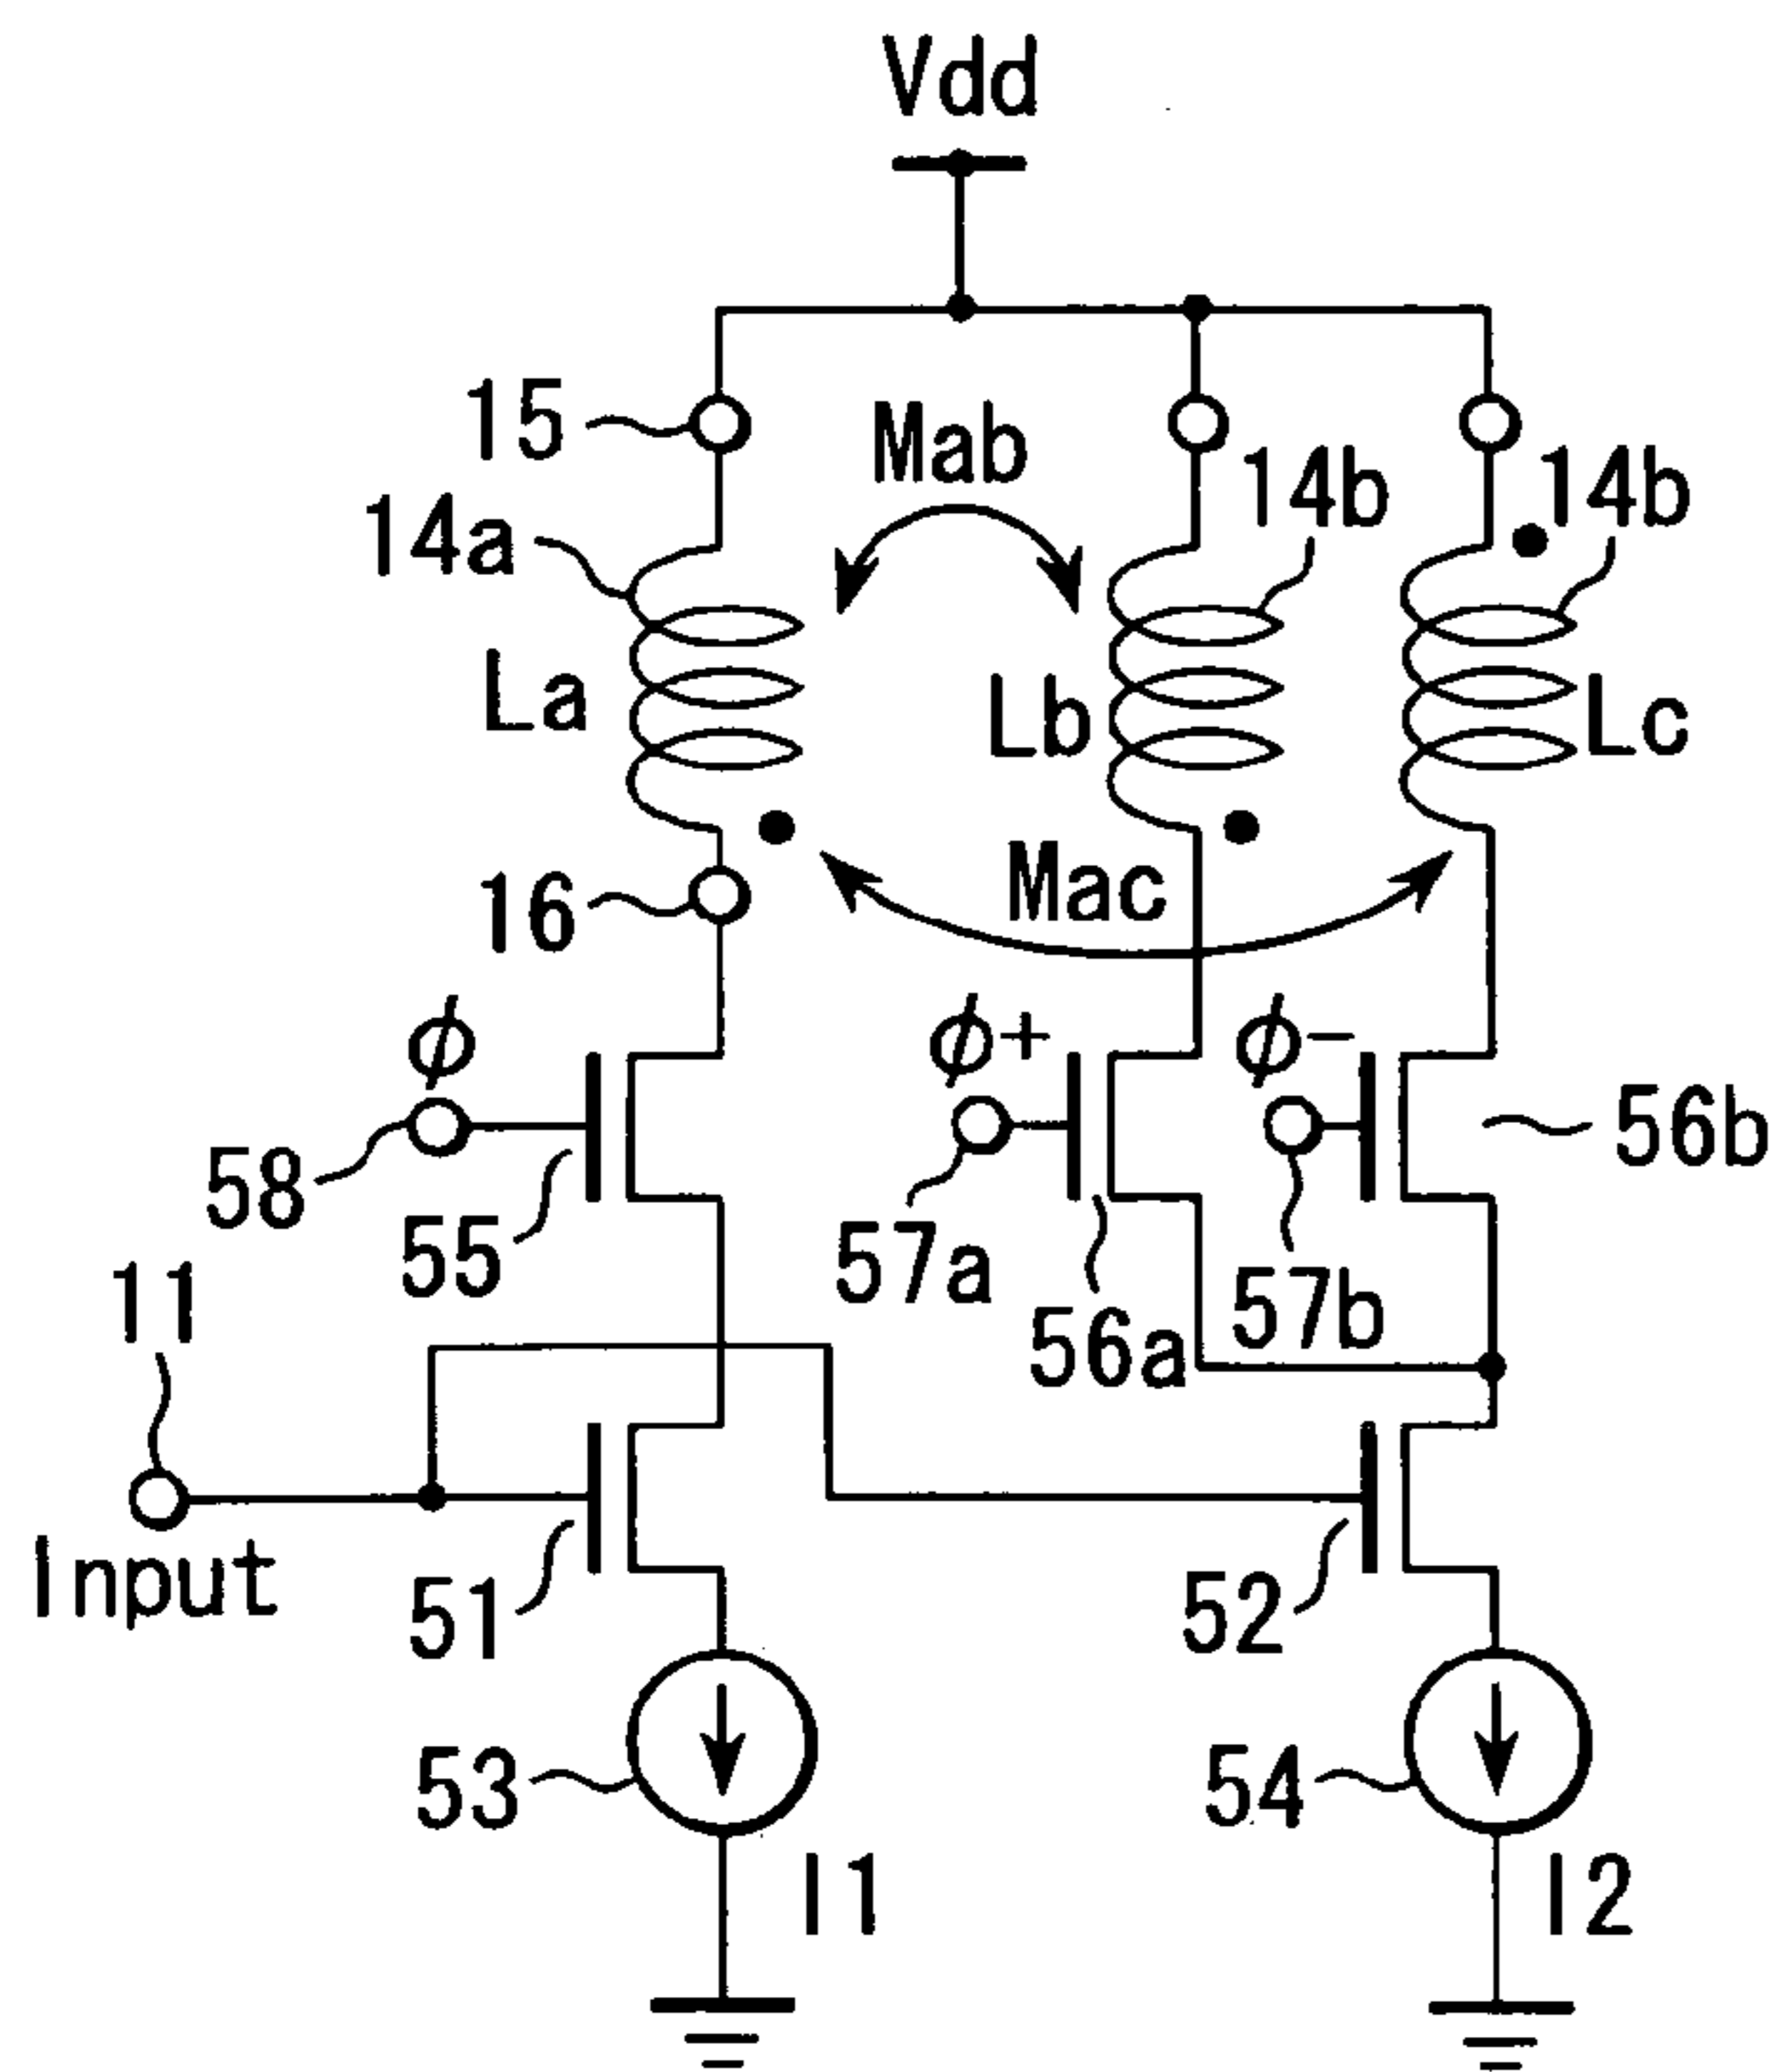 Vdd
15
Mab
14b
14b
14a
La
Lb
Lc
16
Mac
ϕ
ϕ+
ϕ−
58
55
57a
56a
57b
56b
11
Input
51
52
53
54
I1
I2